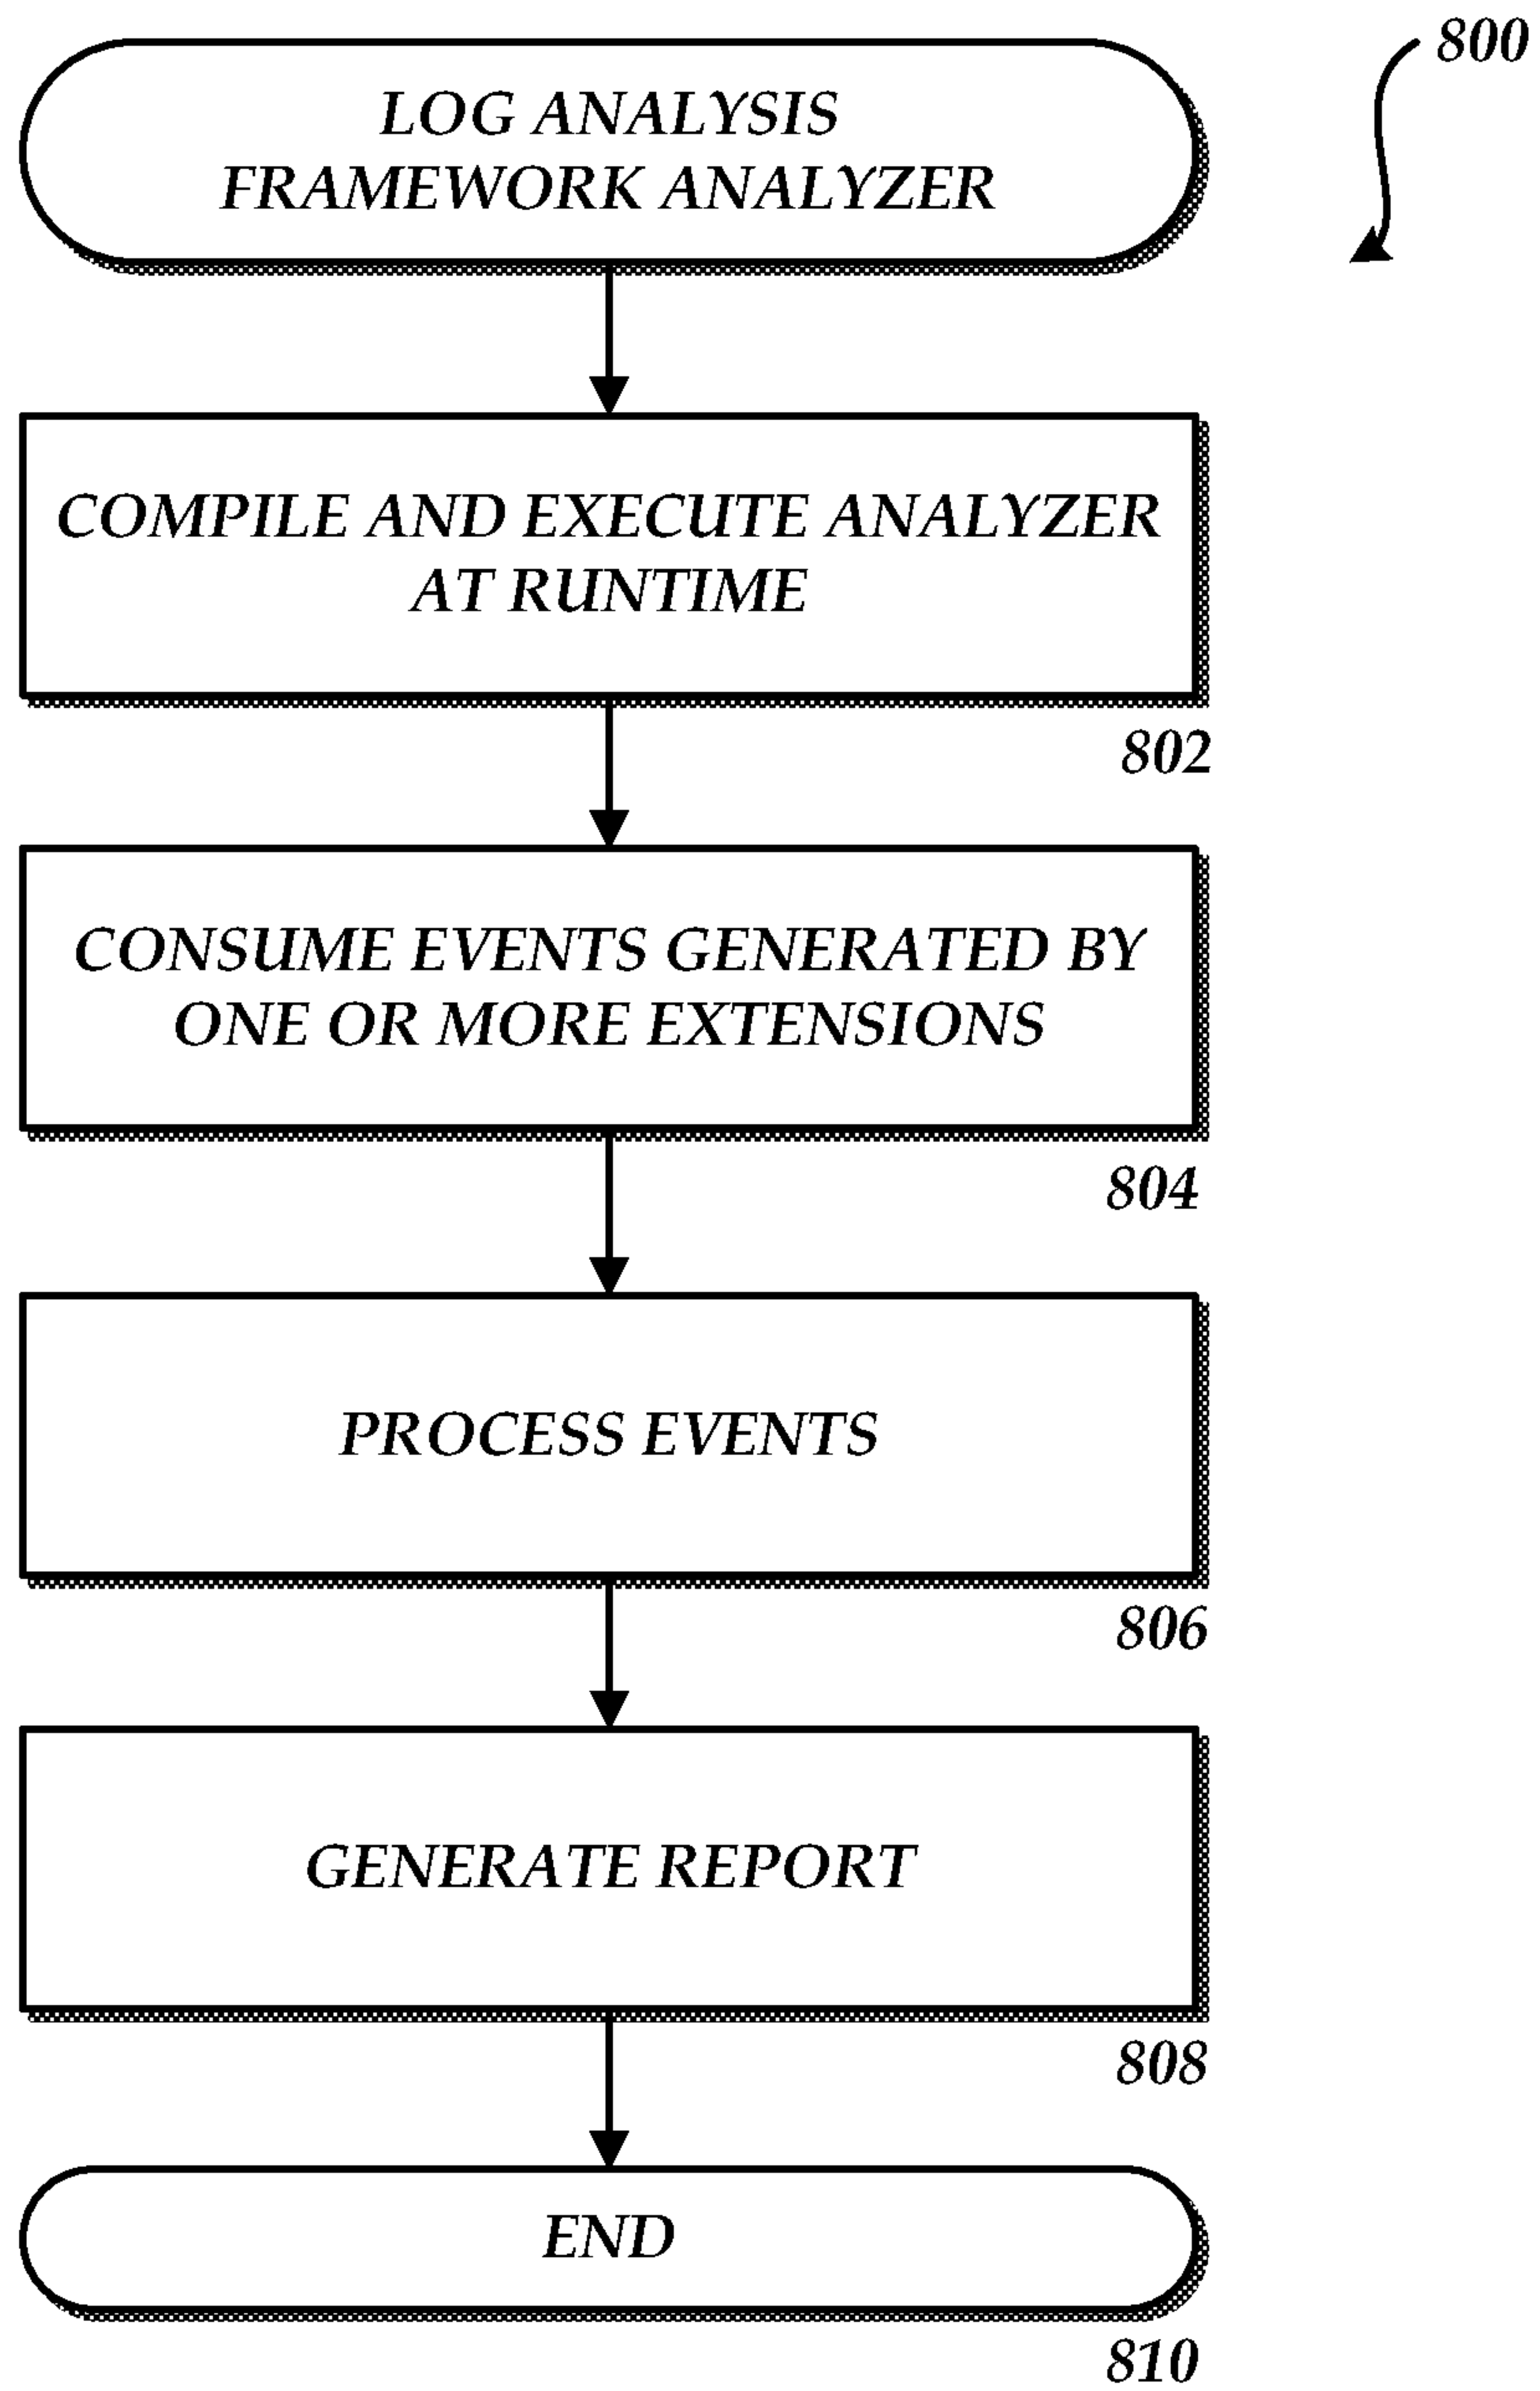 800
LOG ANALYSIS
FRAMEWORK ANALYZER
COMPILE AND EXECUTE ANALYZER
AT RUNTIME
802
CONSUME EVENTS GENERATED BY
ONE OR MORE EXTENSIONS
804
PROCESS EVENTS
806
GENERATE REPORT
808
END
810